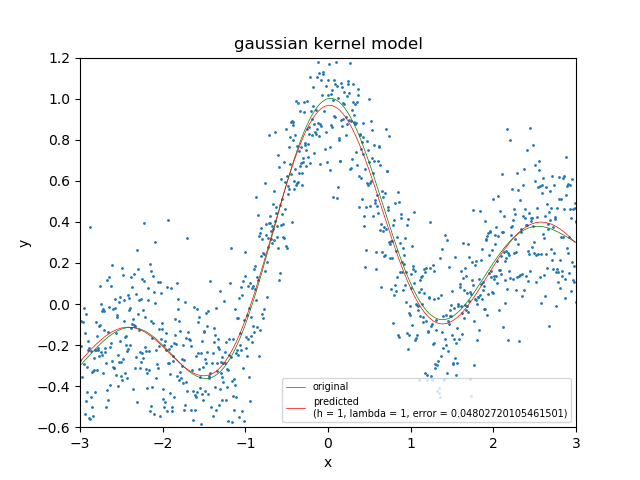 gaussian kernel model
1.2
1.0
0.8
0.6
0.4
0.2
0.0
−0.2
−0.4
−0.6
y
original
predicted
(h = 1, lambda = 1, error = 0.04802720105461501)
−3
−2
−1
0
1
2
3
x